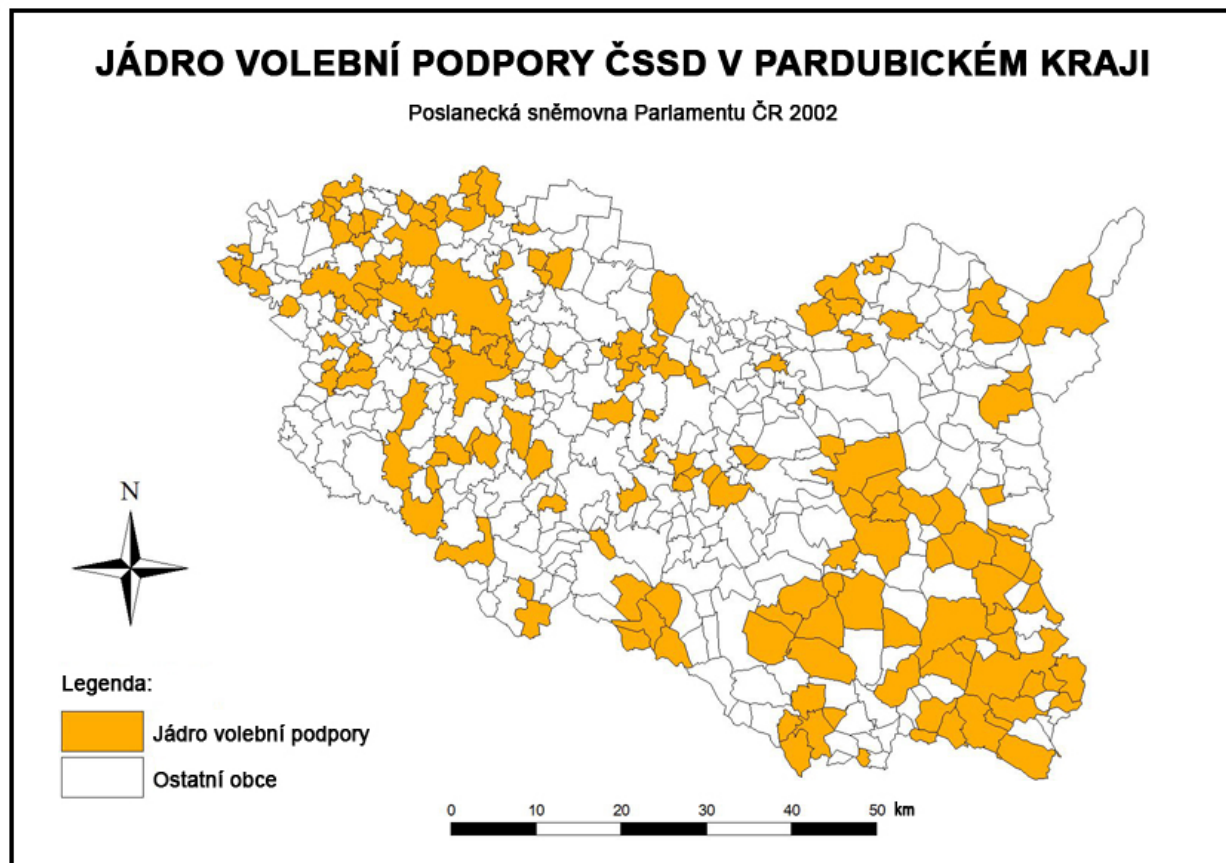 JÁDRO VOLEBNÍ PODPORY ČSSD V PARDUBICKÉM KRAJI
Poslanecká sněmovna Parlamentu ČR 2002
N
Legenda:
Jádro volební podpory
Ostatní obce
0 10 20 30 40 50 km